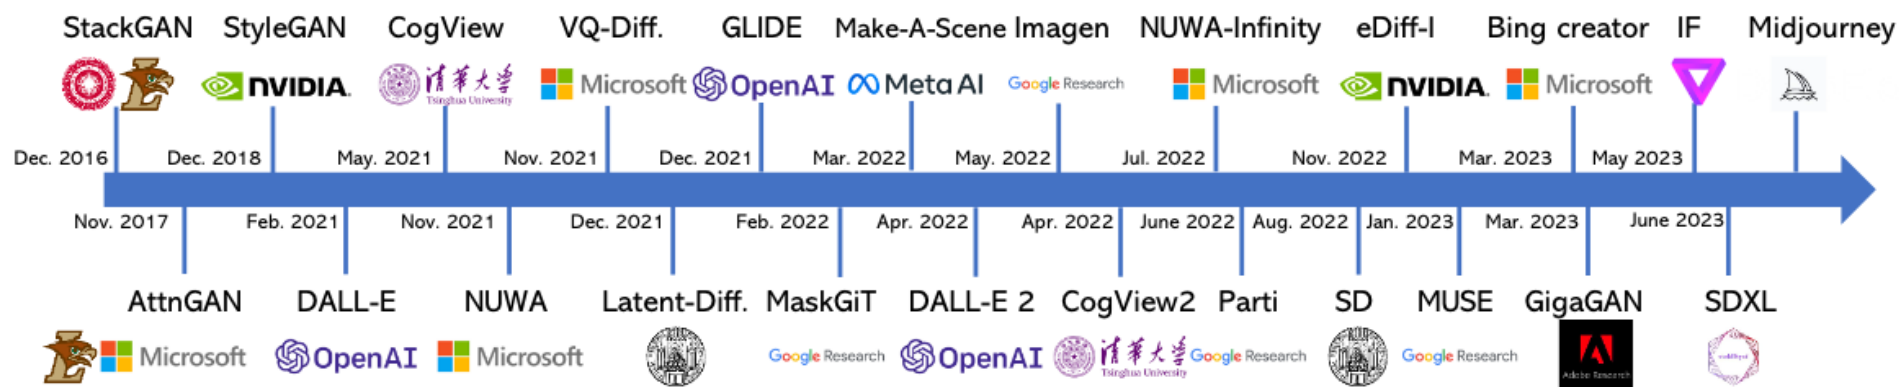 StackGAN StyleGAN CogView VQ-Diff. GLIDE Make-A-Scene Imagen NUWA-Infinity eDiff-I Bing creator IF Midjourney
NVIDIA. 清華大學 Microsoft OpenAI Meta AI Google Research Microsoft NVIDIA. Microsoft
Tsinghua University
Dec. 2016 Dec. 2018 May. 2021 Nov. 2021 Dec. 2021 Mar. 2022 May. 2022 Jul. 2022 Nov. 2022 Mar. 2023 May 2023
Nov. 2017 Feb. 2021 Nov. 2021 Dec. 2021 Feb. 2022 Apr. 2022 Apr. 2022 June 2022 Aug. 2022 Jan. 2023 Mar. 2023 June 2023
AttnGAN DALL-E NUWA Latent-Diff. MaskGiT DALL-E 2 CogView2 Parti SD MUSE GigaGAN SDXL
Microsoft OpenAI Microsoft Google Research OpenAI 清華大學 Google Research Google Research
Tsinghua University Adobe Research